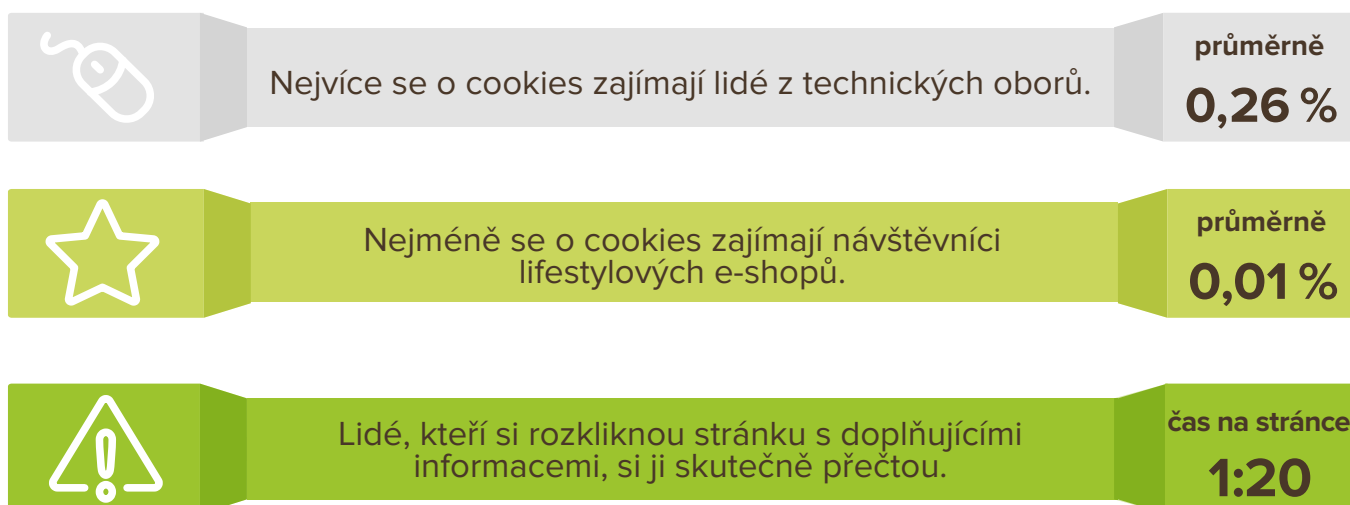 Nejvíce se o cookies zajímají lidé z technických oborů.
průměrně
0,26 %
Nejméně se o cookies zajímají návštěvníci
lifestylových e-shopů.
průměrně
0,01 %
Lidé, kteří si rozkliknou stránku s doplňujícími
informacemi, si ji skutečně přečtou.
čas na stránce
1:20